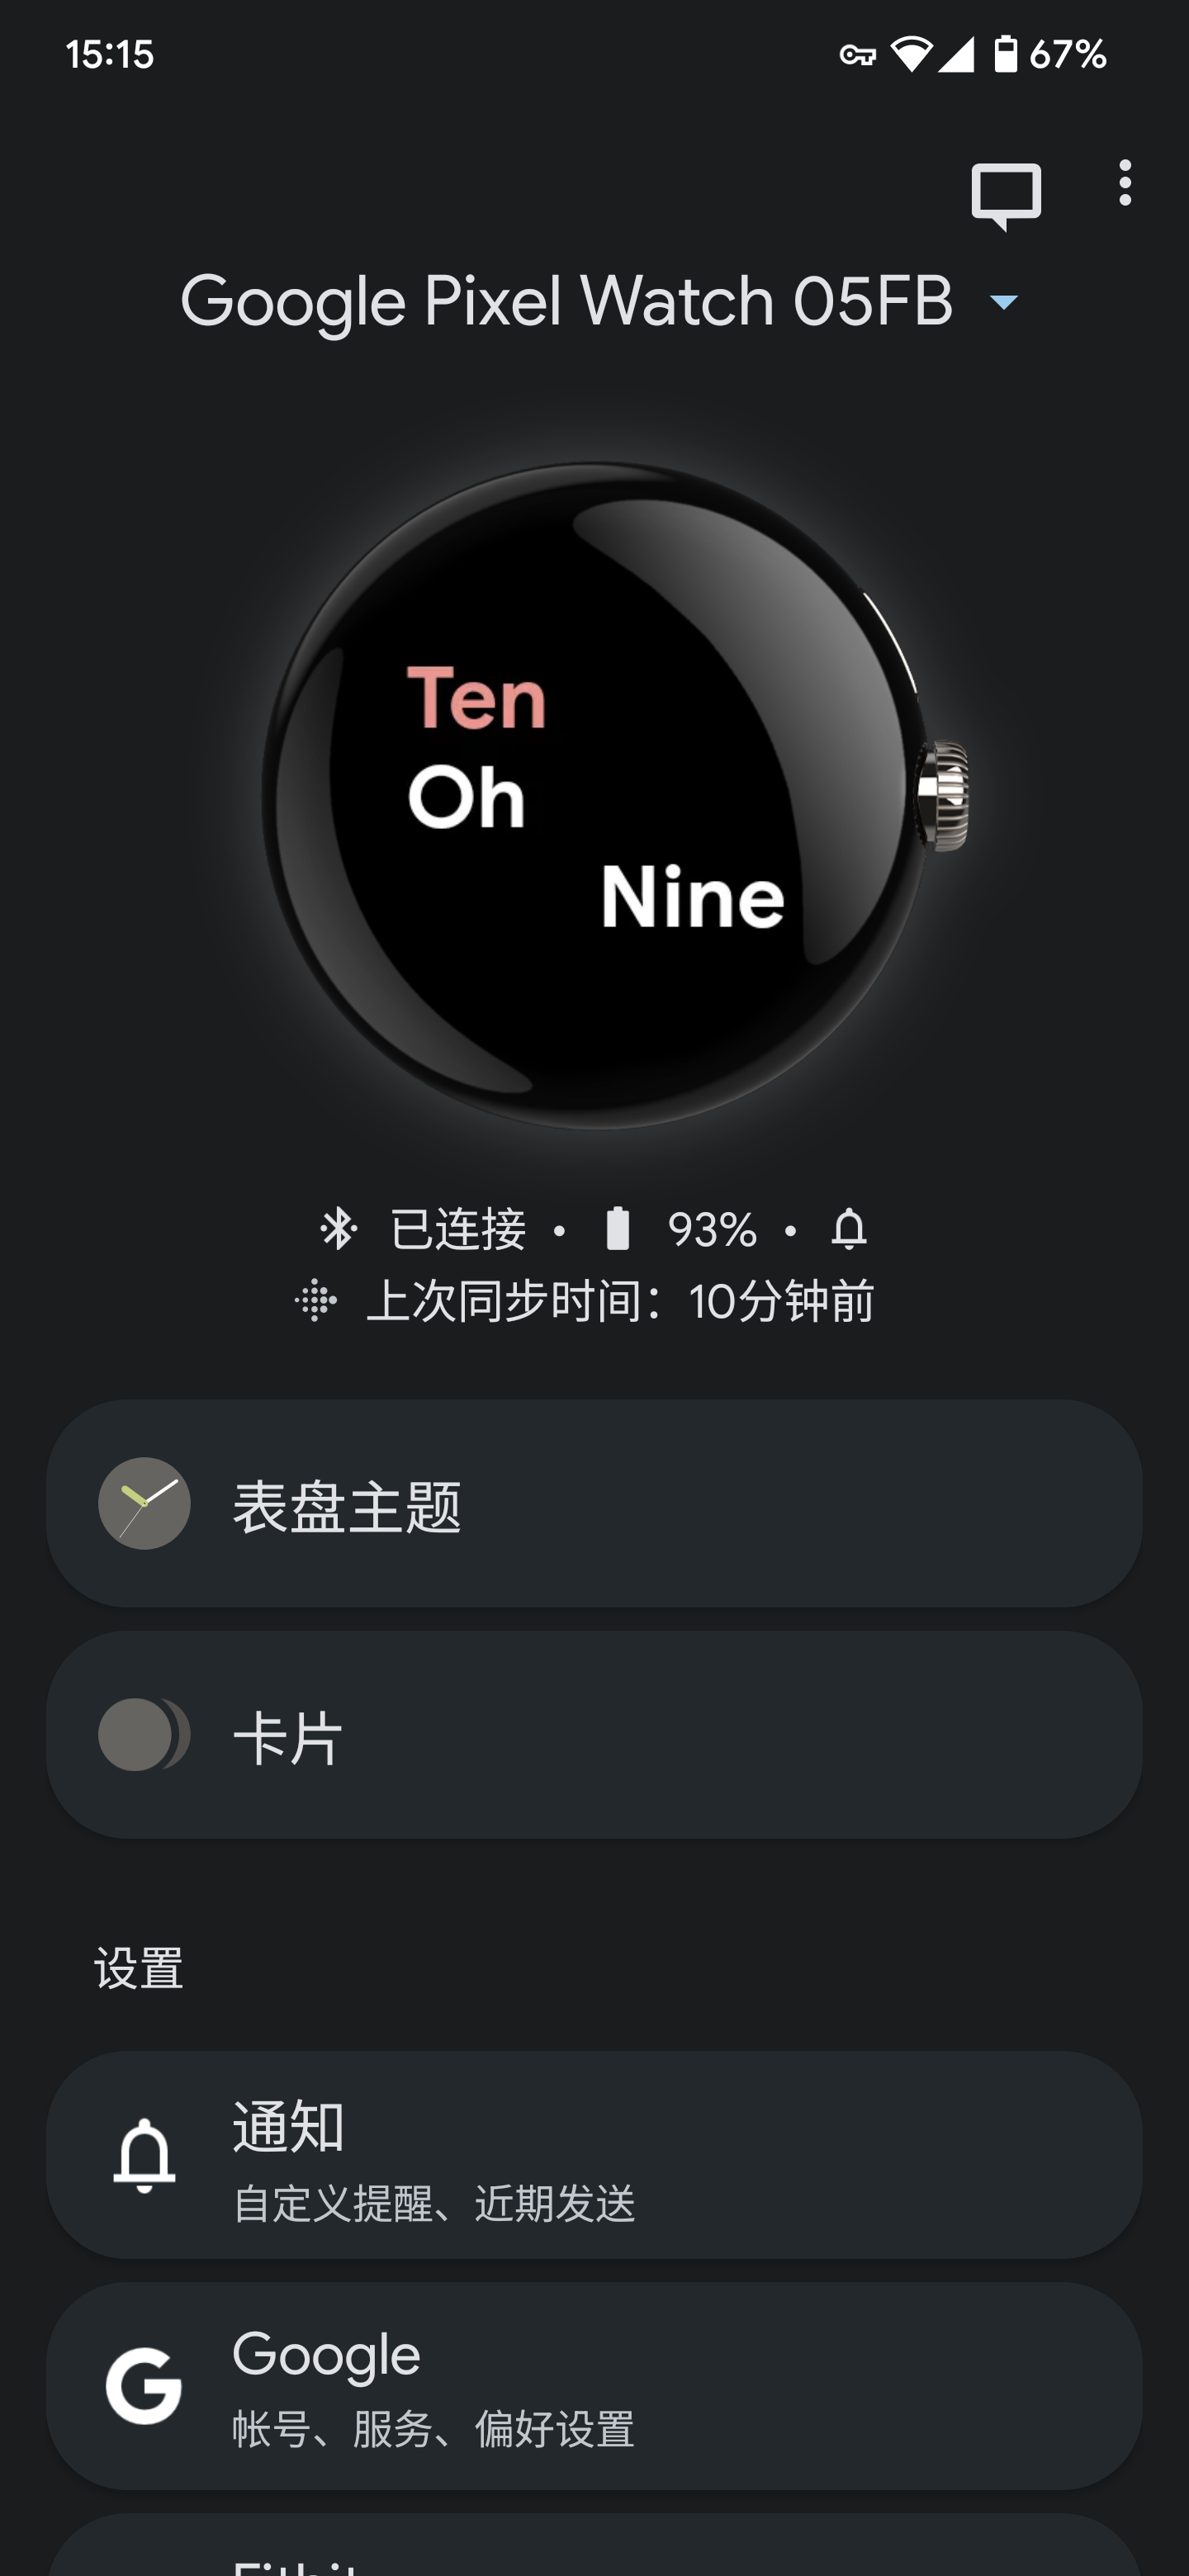 15:15 67%
Google Pixel Watch 05FB
Ten
Oh
Nine
已连接 • 93% •
上次同步时间：10分钟前
表盘主题
卡片
设置
通知
自定义提醒、近期发送
Google
帐号、服务、偏好设置
Fitbit